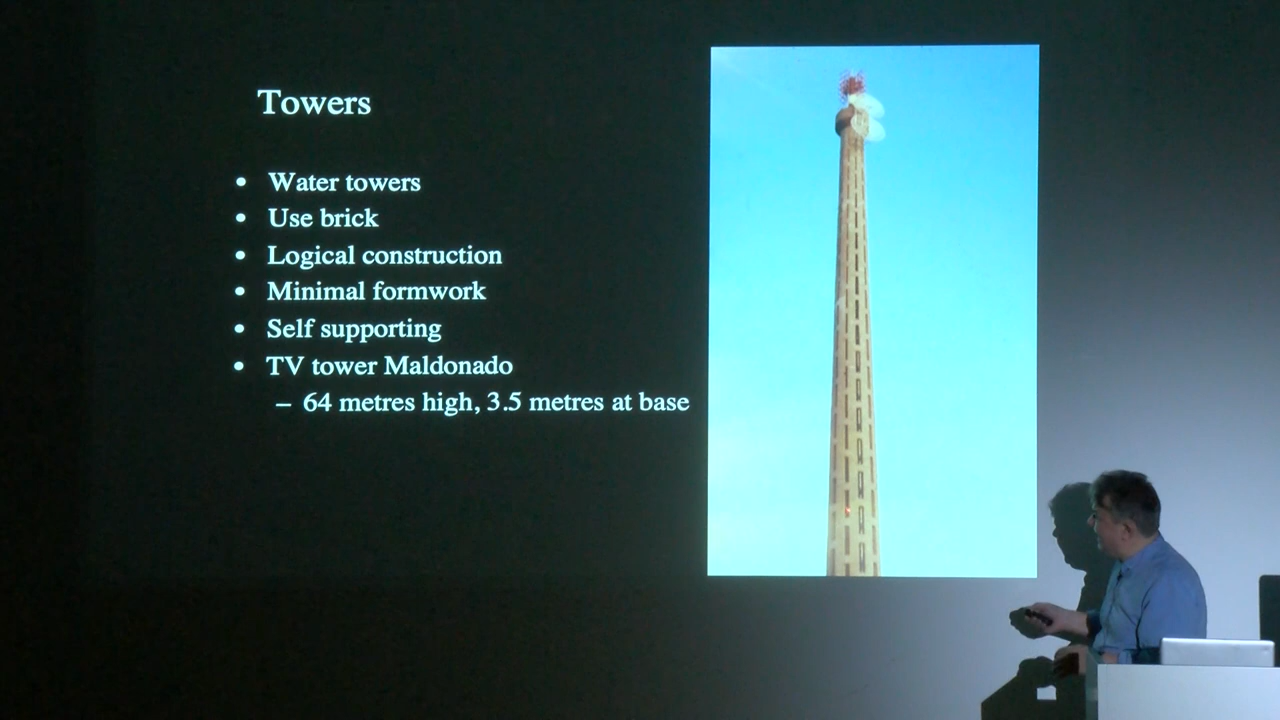 Towers
• Water towers
• Use brick
• Logical construction
• Minimal formwork
• Self supporting
• TV tower Maldonado
– 64 metres high, 3.5 metres at base